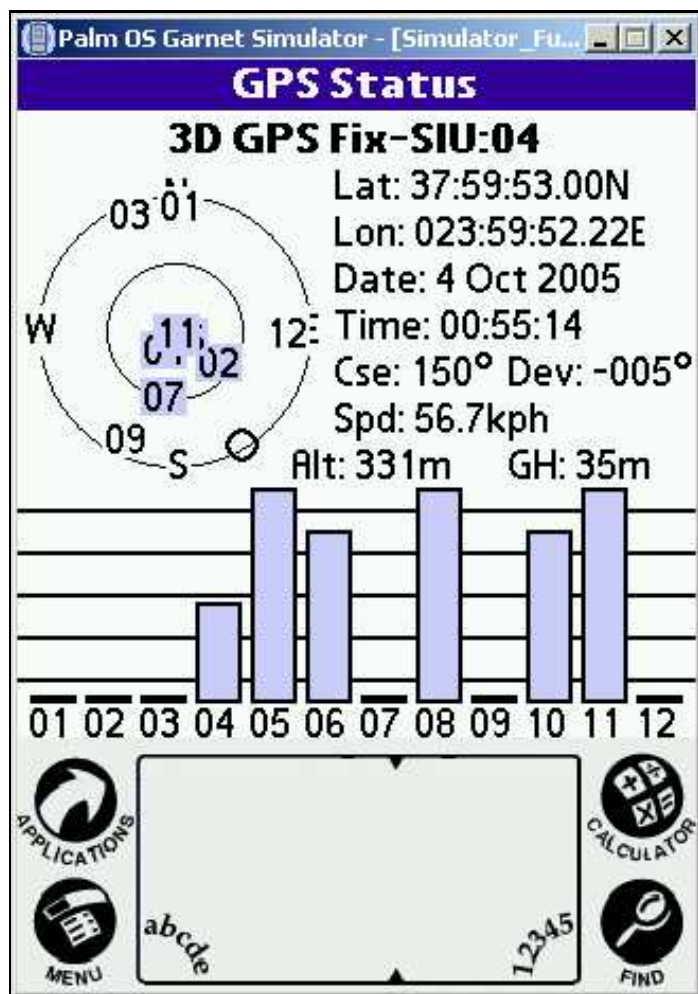 Palm OS Garnet Simulator - [Simulator_Fu...
GPS Status
3D GPS Fix-SIU:04
Lat: 37:59:53.00N
Lon: 023:59:52.22E
Date: 4 Oct 2005
Time: 00:55:14
Cse: 150° Dev: -005°
Spd: 56.7kph
Alt: 331m GH: 35m
03 01
W 11 02 12 E
07
09
S
01 02 03 04 05 06 07 08 09 10 11 12
APPLICATIONS
CALCULATOR
abcde
12345
MENU
FIND